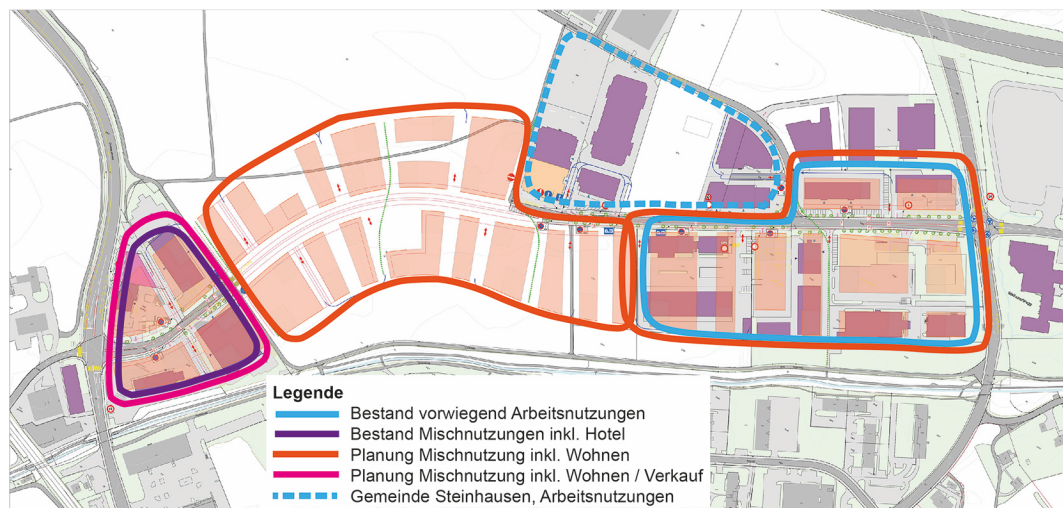 Legende
Bestand vorwiegend Arbeitsnutzungen
Bestand Mischnutzungen inkl. Hotel
Planung Mischnutzung inkl. Wohnen
Planung Mischnutzung inkl. Wohnen / Verkauf
Gemeinde Steinhausen, Arbeitsnutzungen